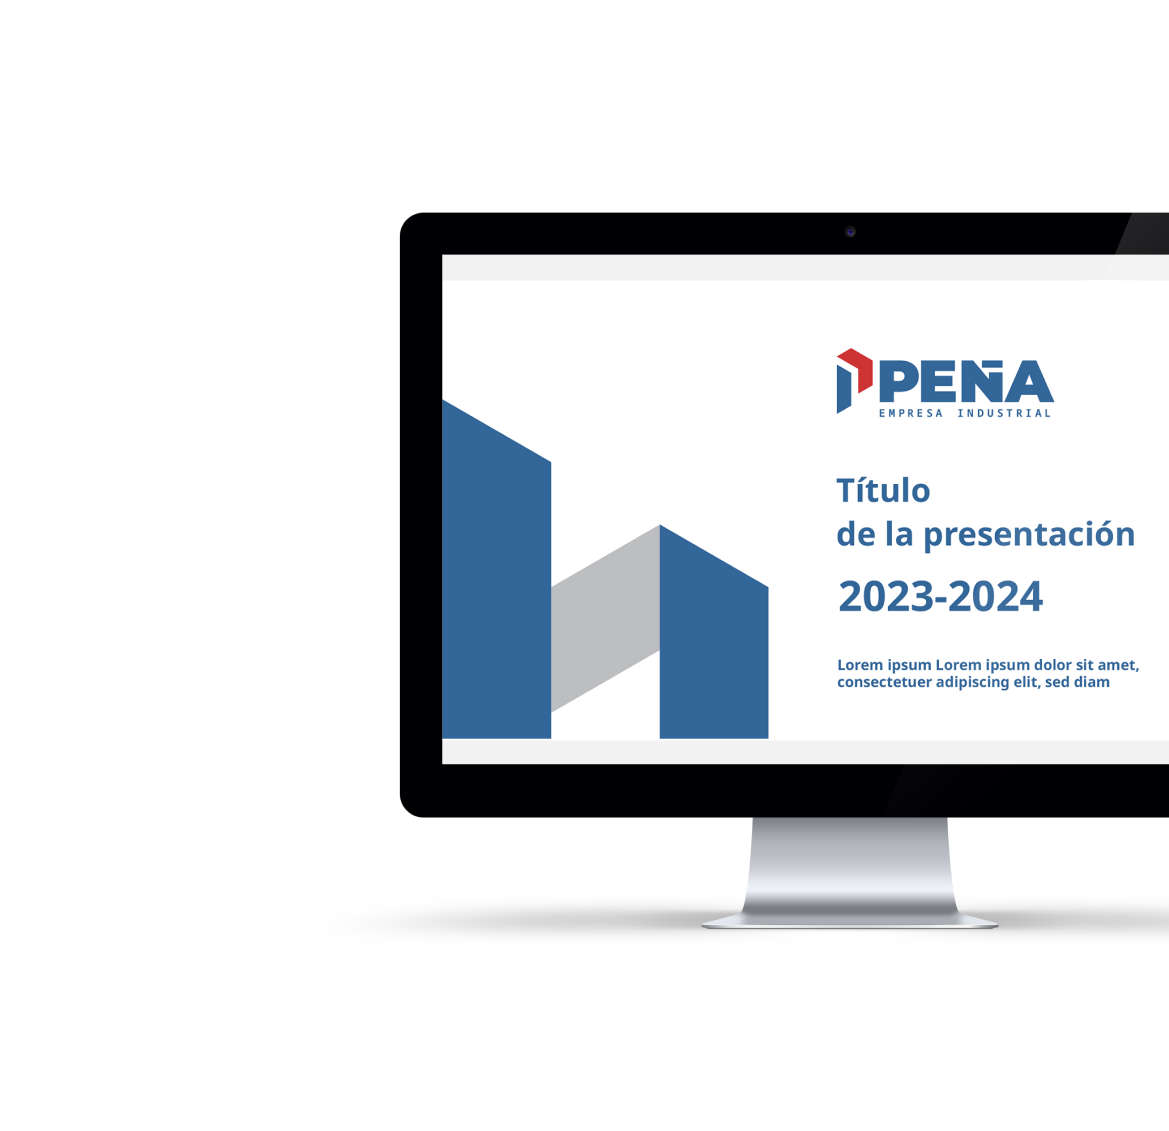 PEÑA
EMPRESA INDUSTRIAL
Título
de la presentación
2023-2024
Lorem ipsum Lorem ipsum dolor sit amet,
consectetuer adipiscing elit, sed diam